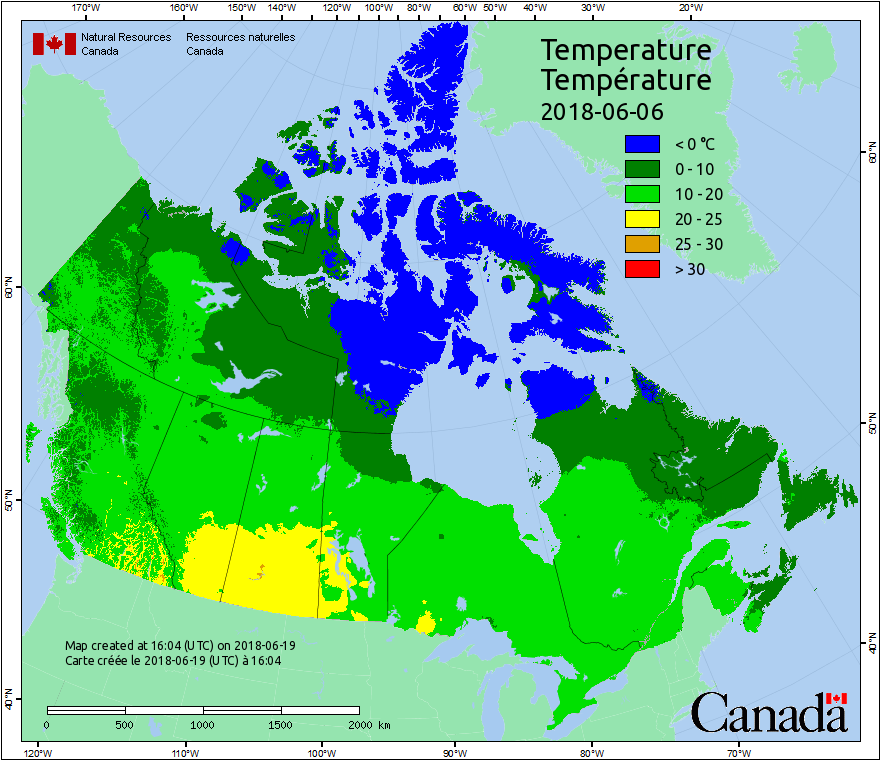 170°W 160°W 150°W 140°W 130°W 120°W 110°W 100°W 90°W 80°W 70°W 60°W 50°W 40°W 30°W 20°W
Natural Resources Ressources naturelles
Canada Canada
Temperature
Température
2018-06-06
< 0 °C
0 - 10
10 - 20
20 - 25
25 - 30
> 30
60°N
60°N
50°N
50°N
40°N
40°N
Map created at 16:04 (UTC) on 2018-06-19
Carte créée le 2018-06-19 (UTC) à 16:04
0 500 1000 1500 2000 km
Canada
120°W 110°W 100°W 90°W 80°W 70°W